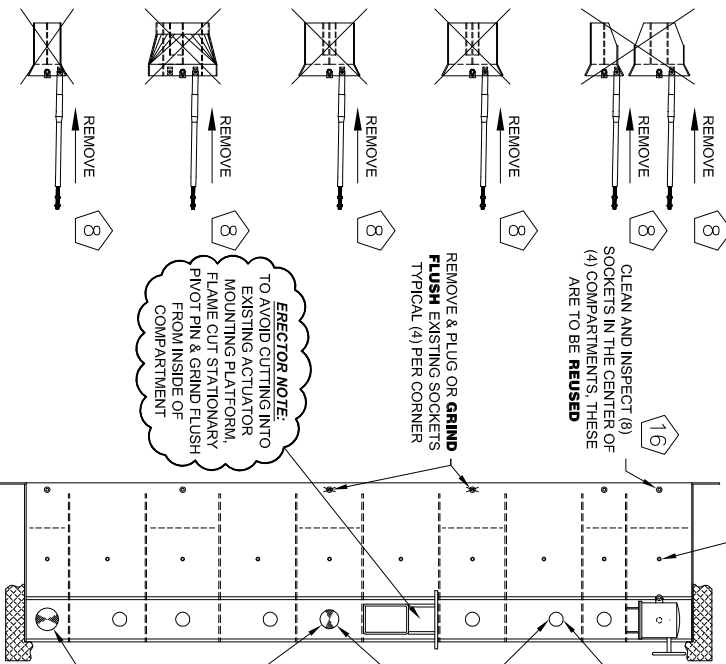 REMOVE
8
REMOVE
8
REMOVE
8
REMOVE
8
REMOVE
8
REMOVE
8
16
CLEAN AND INSPECT (8)
SOCKETS IN THE CENTER OF
(4) COMPARTMENTS, THESE
ARE TO BE REUSED
REMOVE & PLUG OR GRIND
FLUSH EXISTING SOCKETS
TYPICAL (4) PER CORNER
ERECTOR NOTE:
TO AVOID CUTTING INTO
EXISTING ACTUATOR
MOUNTING PLATFORM,
FLAME CUT STATIONARY
PIVOT PIN & GRIND FLUSH
FROM INSIDE OF
COMPARTMENT